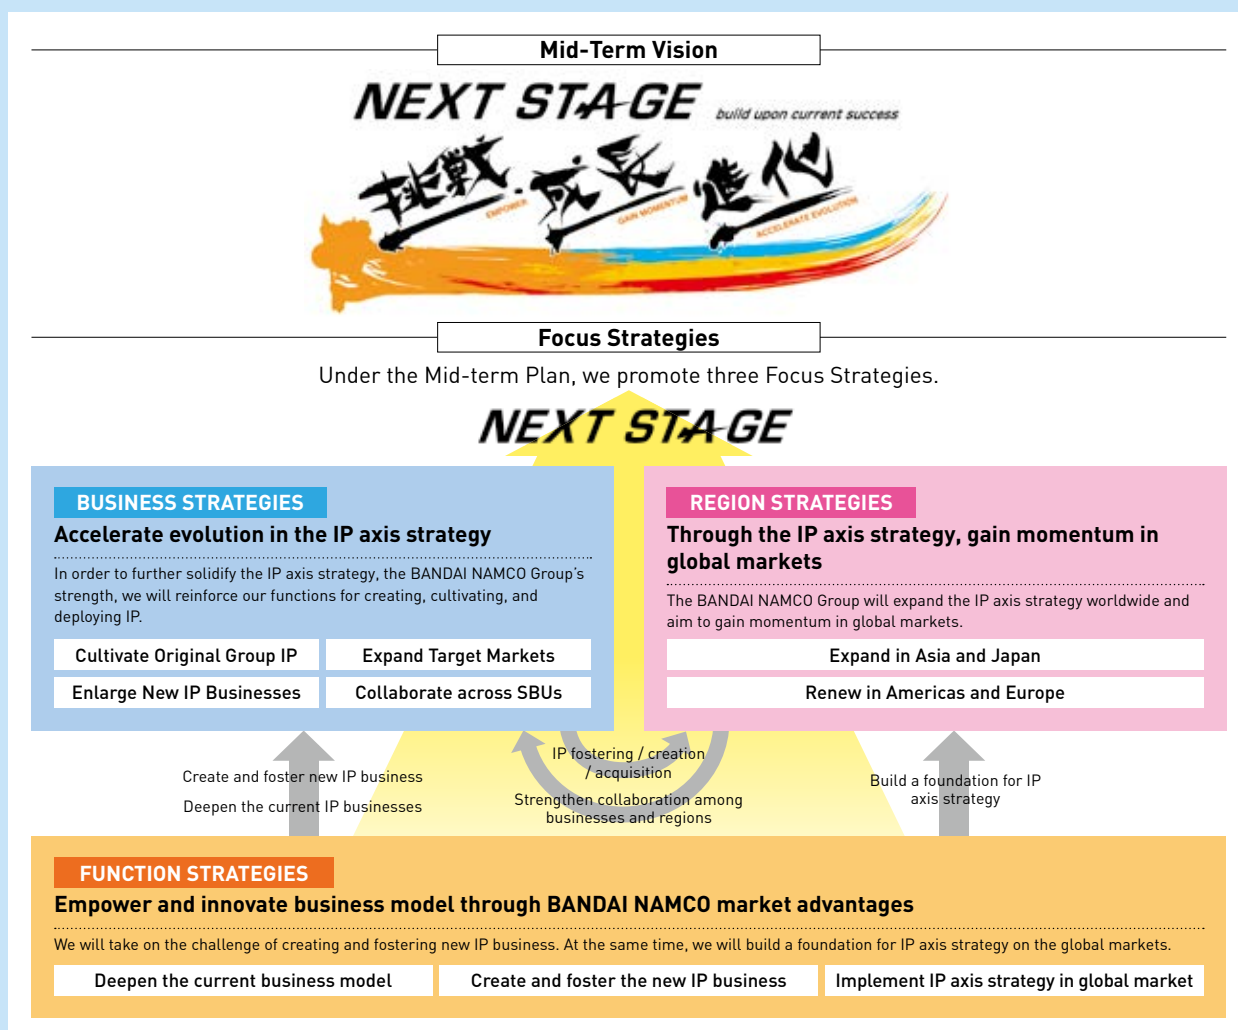 Mid-Term Vision
NEXT STAGE build upon current success
挑戦・成長・進化
EMPOWER GAIN MOMENTUM ACCELERATE EVOLUTION
Focus Strategies
Under the Mid-term Plan, we promote three Focus Strategies.
NEXT STAGE
BUSINESS STRATEGIES
Accelerate evolution in the IP axis strategy
In order to further solidify the IP axis strategy, the BANDAI NAMCO Group's
strength, we will reinforce our functions for creating, cultivating, and
deploying IP.
Cultivate Original Group IP
Expand Target Markets
Enlarge New IP Businesses
Collaborate across SBUs
REGION STRATEGIES
Through the IP axis strategy, gain momentum in
global markets
The BANDAI NAMCO Group will expand the IP axis strategy worldwide and
aim to gain momentum in global markets.
Expand in Asia and Japan
Renew in Americas and Europe
Create and foster new IP business
Deepen the current IP businesses
IP fostering / creation
/ acquisition
Strengthen collaboration among
businesses and regions
Build a foundation for IP
axis strategy
FUNCTION STRATEGIES
Empower and innovate business model through BANDAI NAMCO market advantages
We will take on the challenge of creating and fostering new IP business. At the same time, we will build a foundation for IP axis strategy on the global markets.
Deepen the current business model
Create and foster the new IP business
Implement IP axis strategy in global market